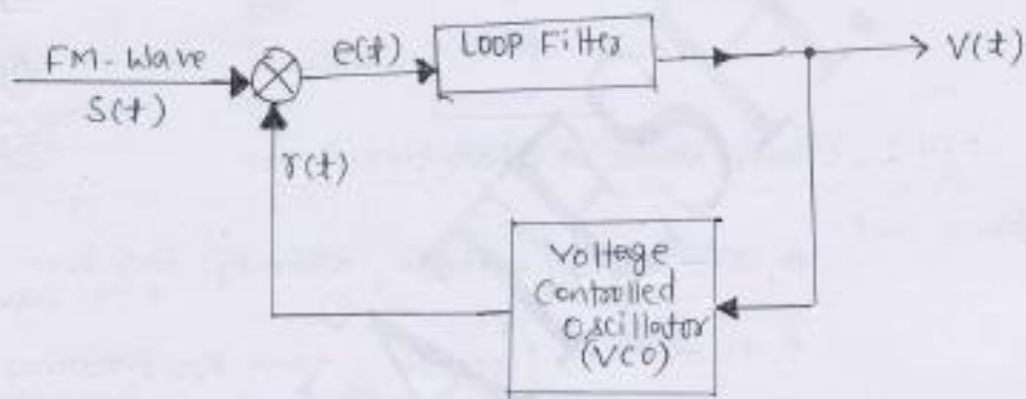 FM-Wave
S(t)
e(t)
LOOP Filter
V(t)
r(t)
Voltage
Controlled
Oscillator
(VCO)